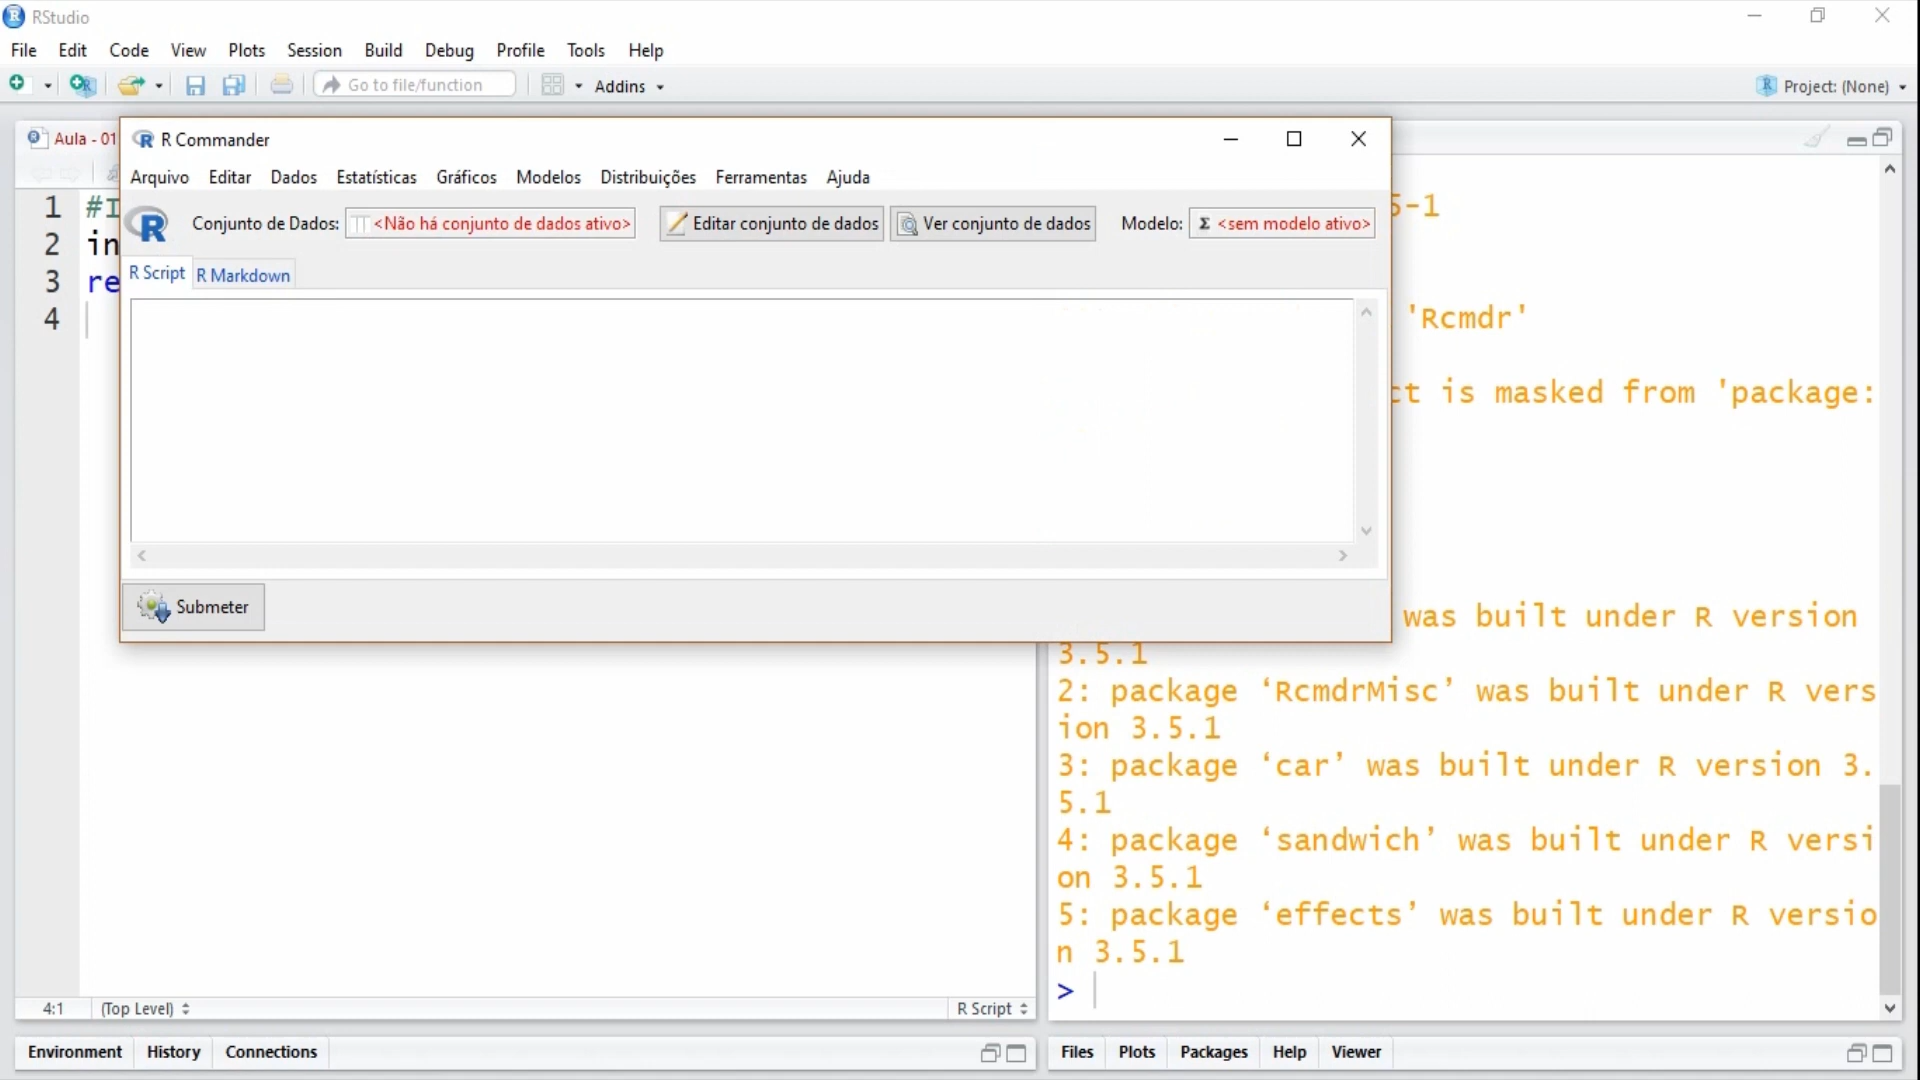 RStudio
File Edit Code View Plots Session Build Debug Profile Tools Help
Go to file/function Addins Project: (None)
Aula - 01
1 #I
2 in
3 re
4
R Commander
Arquivo Editar Dados Estatísticas Gráficos Modelos Distribuições Ferramentas Ajuda
Conjunto de Dados: <Não há conjunto de dados ativo> Editar conjunto de dados Ver conjunto de dados Modelo: Σ <sem modelo ativo>
R Script R Markdown
Submeter
5-1
'Rcmdr'
ct is masked from 'package:
was built under R version
3.5.1
2: package ‘RcmdrMisc’ was built under R vers
ion 3.5.1
3: package ‘car’ was built under R version 3.
5.1
4: package ‘sandwich’ was built under R versi
on 3.5.1
5: package ‘effects’ was built under R versio
n 3.5.1
>
4:1 (Top Level) R Script
Environment History Connections
Files Plots Packages Help Viewer